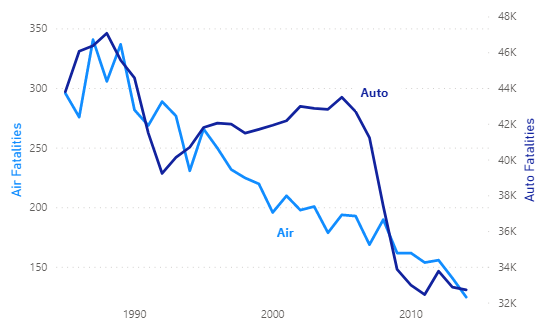 48K
350
46K
300
44K
Auto
42K
250
40K
Air Fatalities
Auto Fatalities
38K
200
36K
Air
150
34K
32K
1990
2000
2010